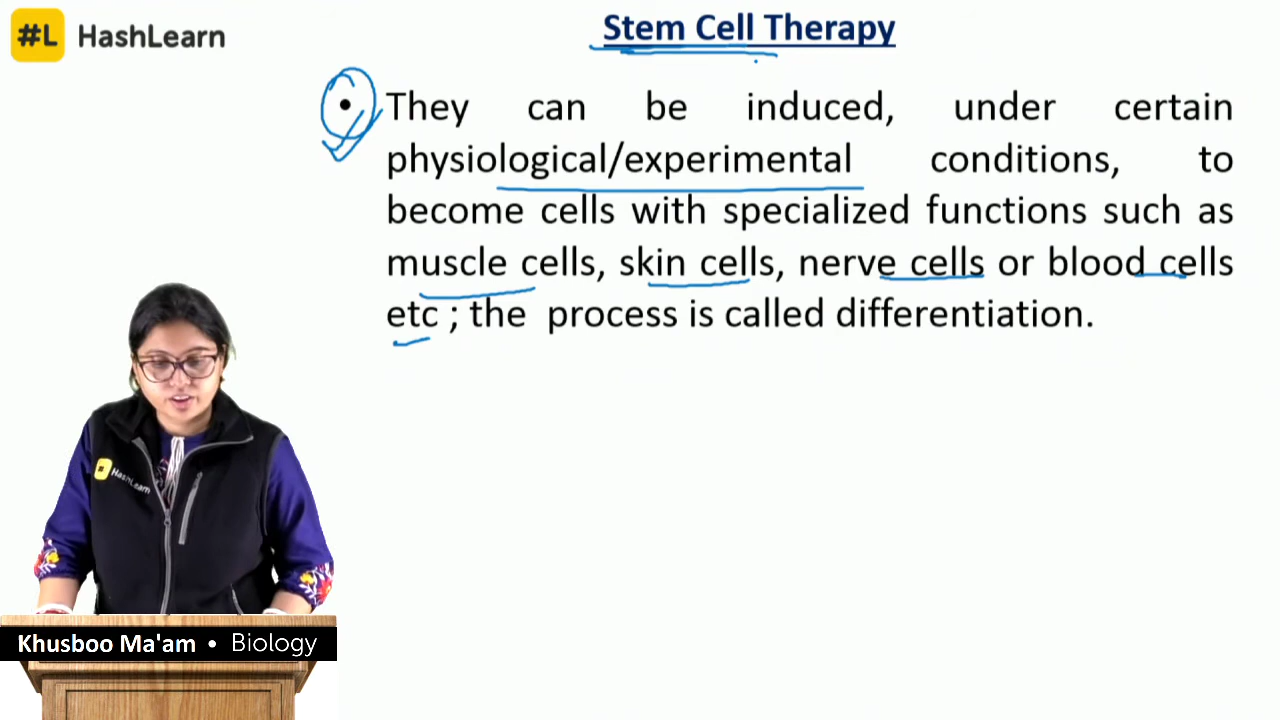 #L HashLearn
Stem Cell Therapy
• They can be induced, under certain
physiological/experimental conditions, to
become cells with specialized functions such as
muscle cells, skin cells, nerve cells or blood cells
etc ; the process is called differentiation.
# HashLearn
Khusboo Ma'am • Biology